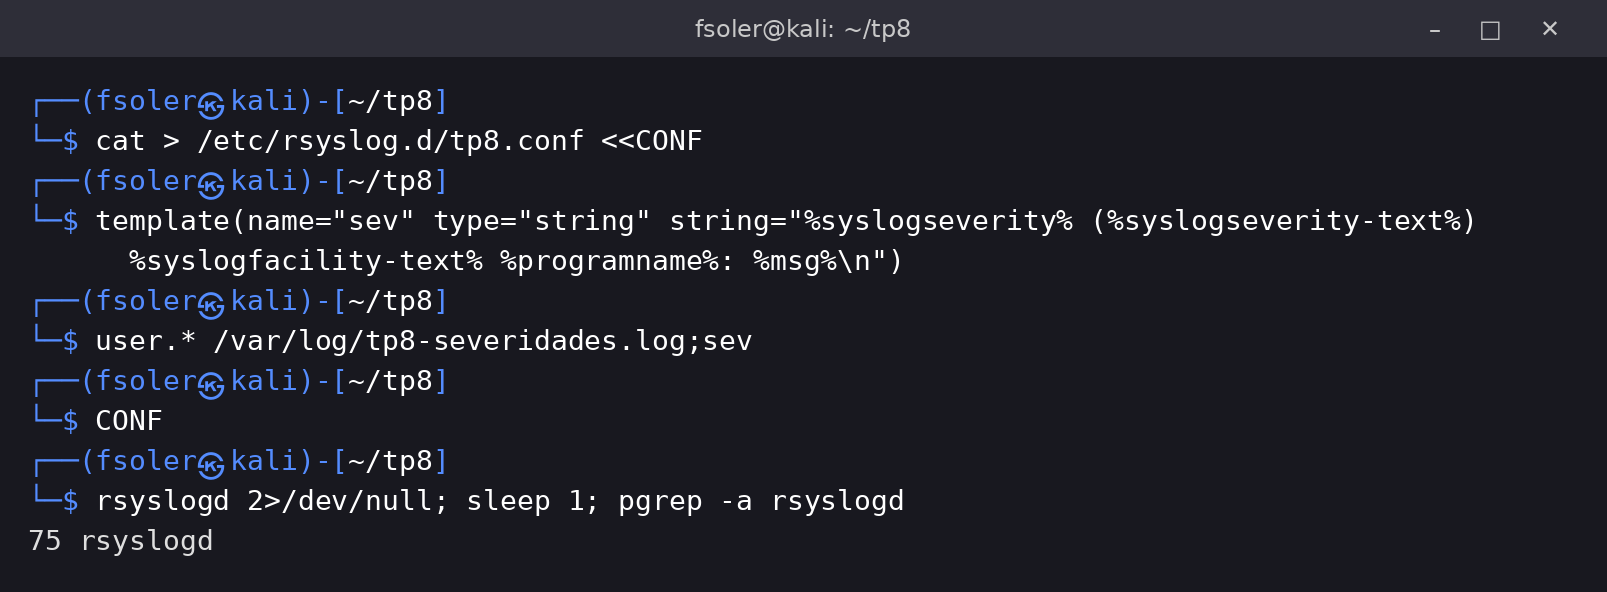 fsoler@kali: ~/tp8
┌──(fsoler㉿kali)-[~/tp8]
└─$ cat > /etc/rsyslog.d/tp8.conf <<CONF
┌──(fsoler㉿kali)-[~/tp8]
└─$ template(name="sev" type="string" string="%syslogseverity% (%syslogseverity-text%)
%syslogfacility-text% %programname%: %msg%\n")
┌──(fsoler㉿kali)-[~/tp8]
└─$ user.* /var/log/tp8-severidades.log;sev
┌──(fsoler㉿kali)-[~/tp8]
└─$ CONF
┌──(fsoler㉿kali)-[~/tp8]
└─$ rsyslogd 2>/dev/null; sleep 1; pgrep -a rsyslogd
75 rsyslogd